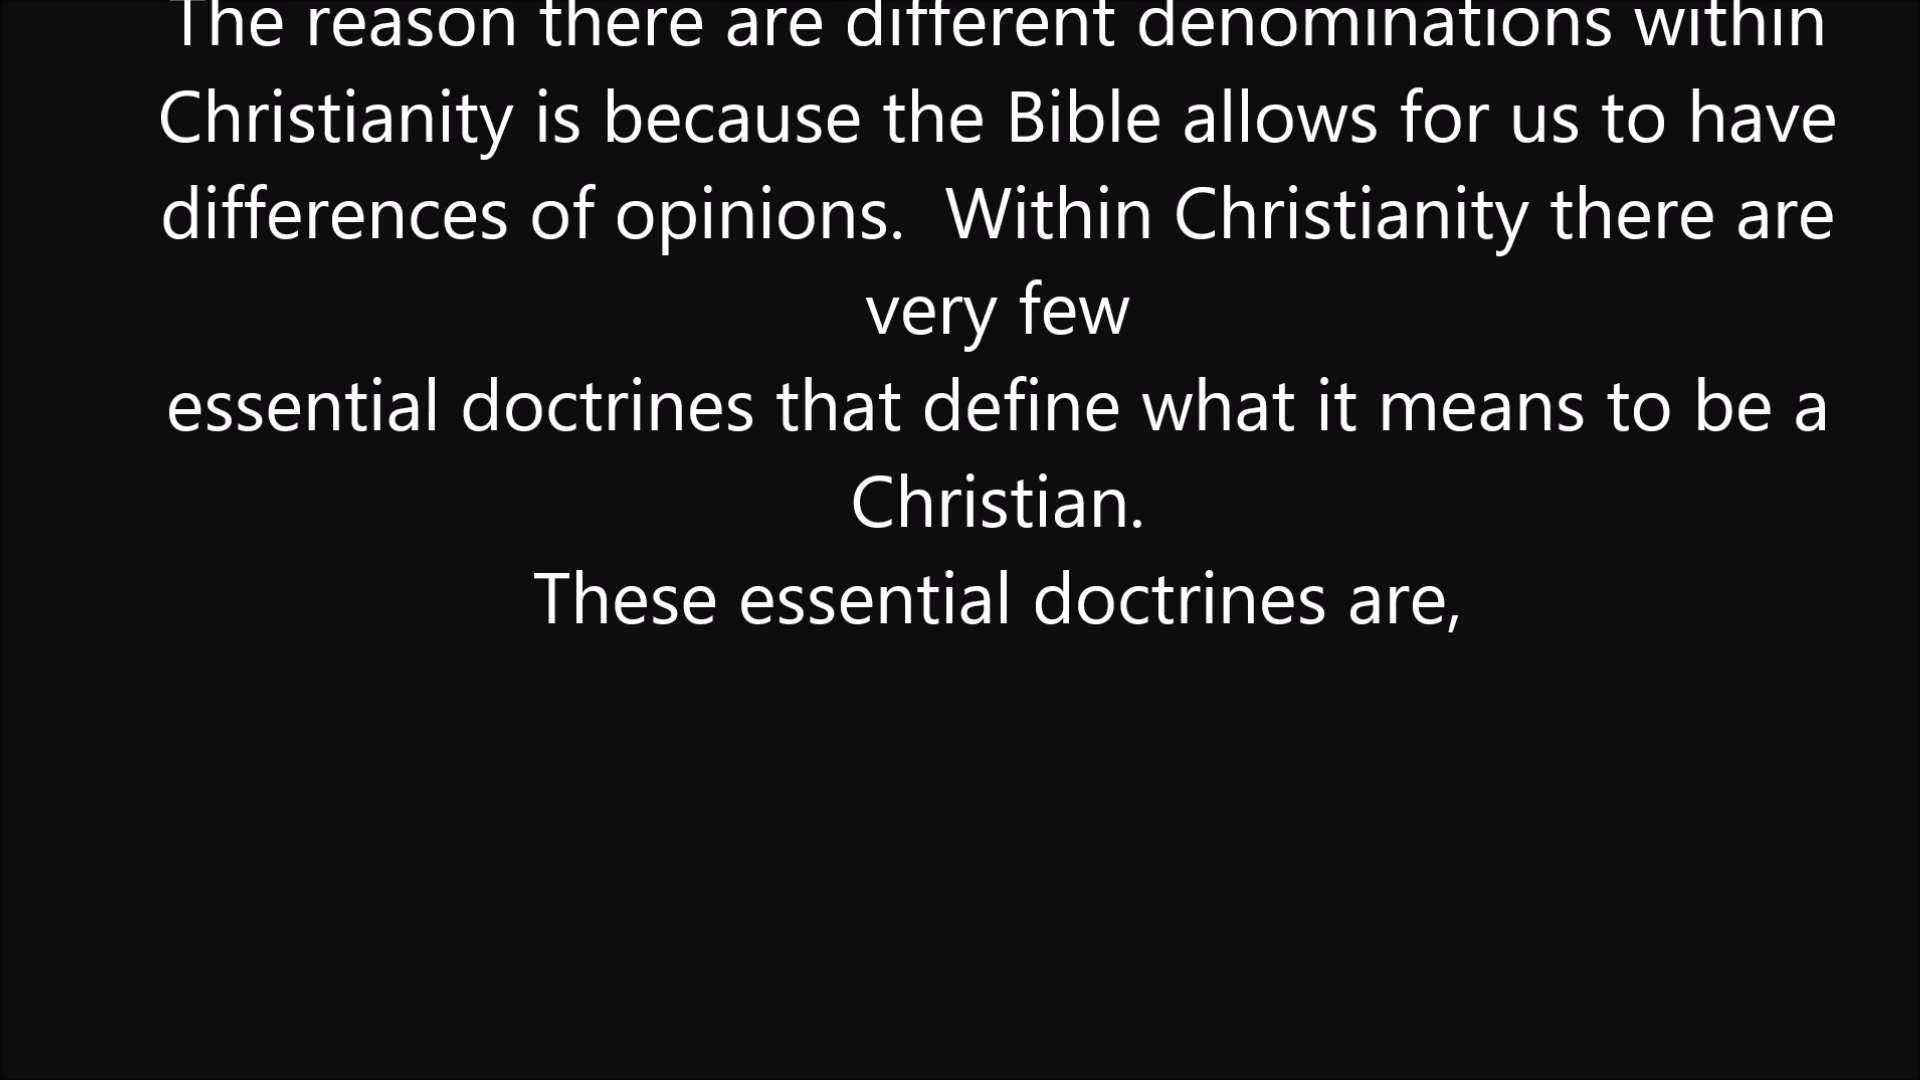 The reason there are different denominations within
Christianity is because the Bible allows for us to have
differences of opinions.  Within Christianity there are
very few
essential doctrines that define what it means to be a
Christian.
These essential doctrines are,